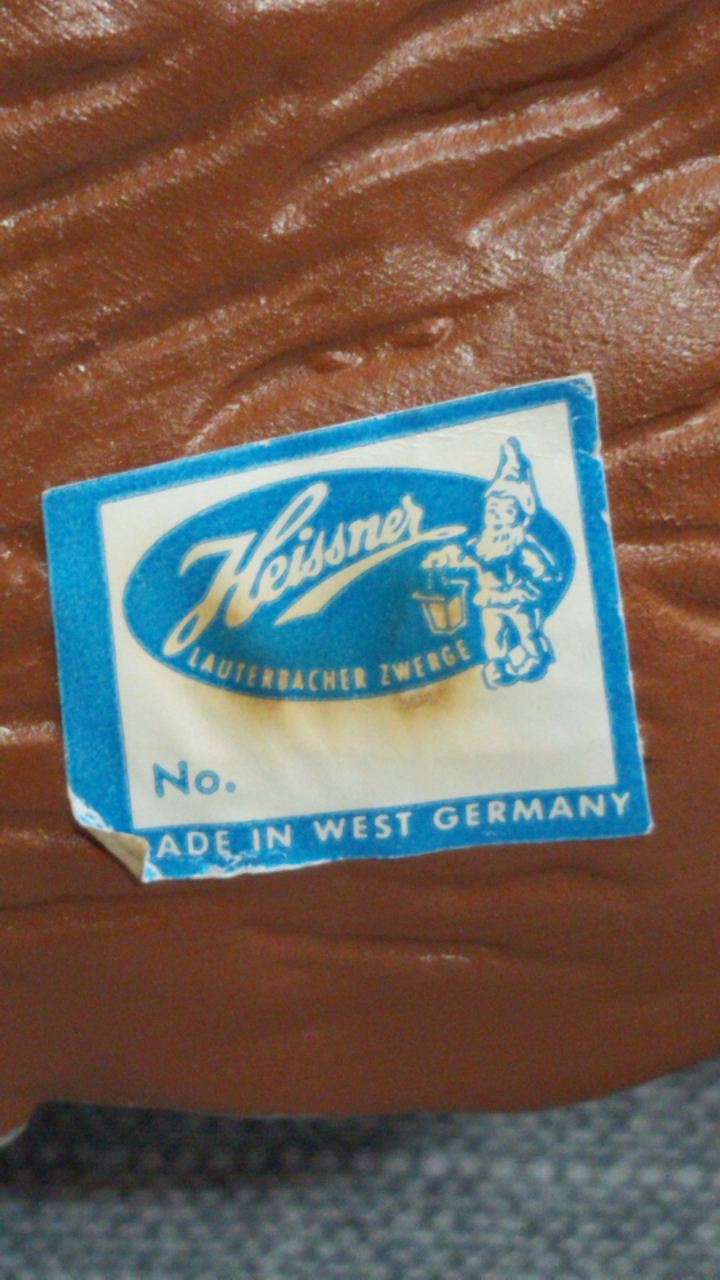 Heissner
LAUTERBACHER ZWERGE
No.
ADE IN WEST GERMANY